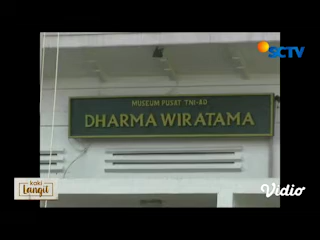 SCTV
MUSEUM PUSAT TNI-AD
DHARMA WIRATAMA
kaki
Langit
Vidio